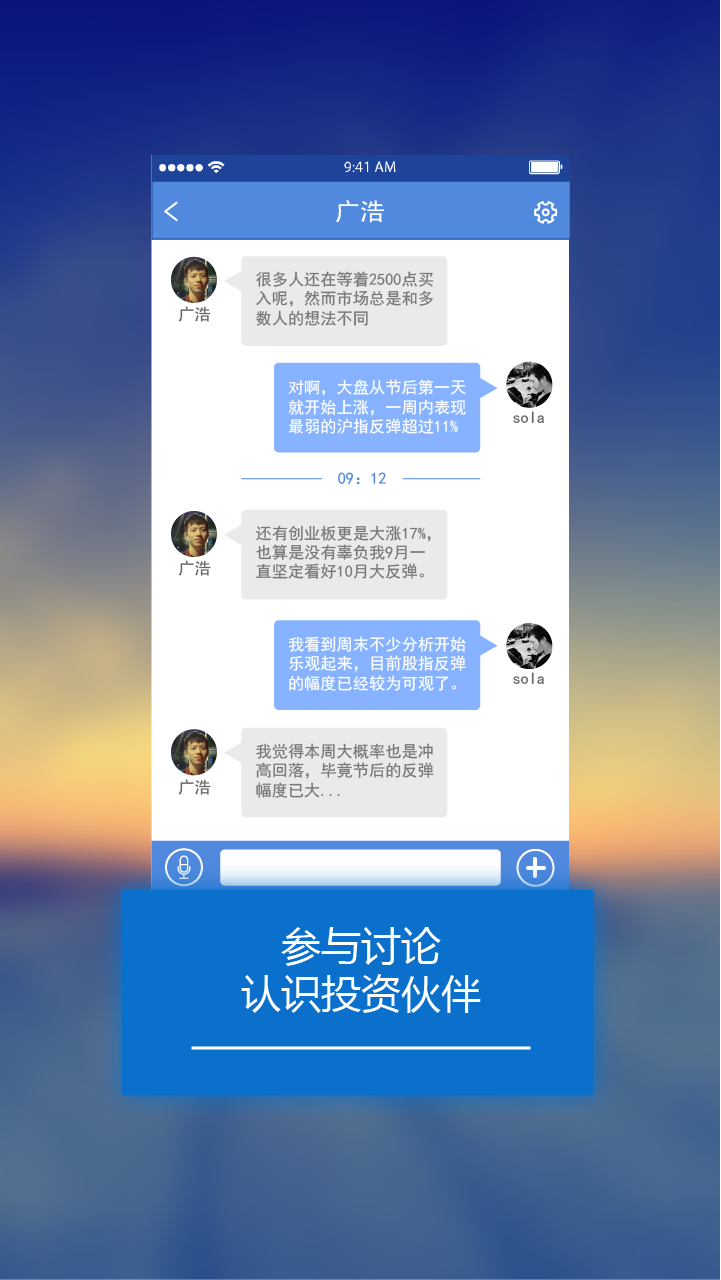 9:41 AM
广浩
很多人还在等着2500点买
入呢，然而市场总是和多
数人的想法不同
广浩
对啊，大盘从节后第一天
就开始上涨，一周内表现
最弱的沪指反弹超过11%
sola
09：12
还有创业板更是大涨17%，
也算是没有辜负我9月一
直坚定看好10月大反弹。
广浩
我看到周末不少分析开始
乐观起来，目前股指反弹
的幅度已经较为可观了。
sola
我觉得本周大概率也是冲
高回落，毕竟节后的反弹
幅度已大...
广浩
参与讨论
认识投资伙伴